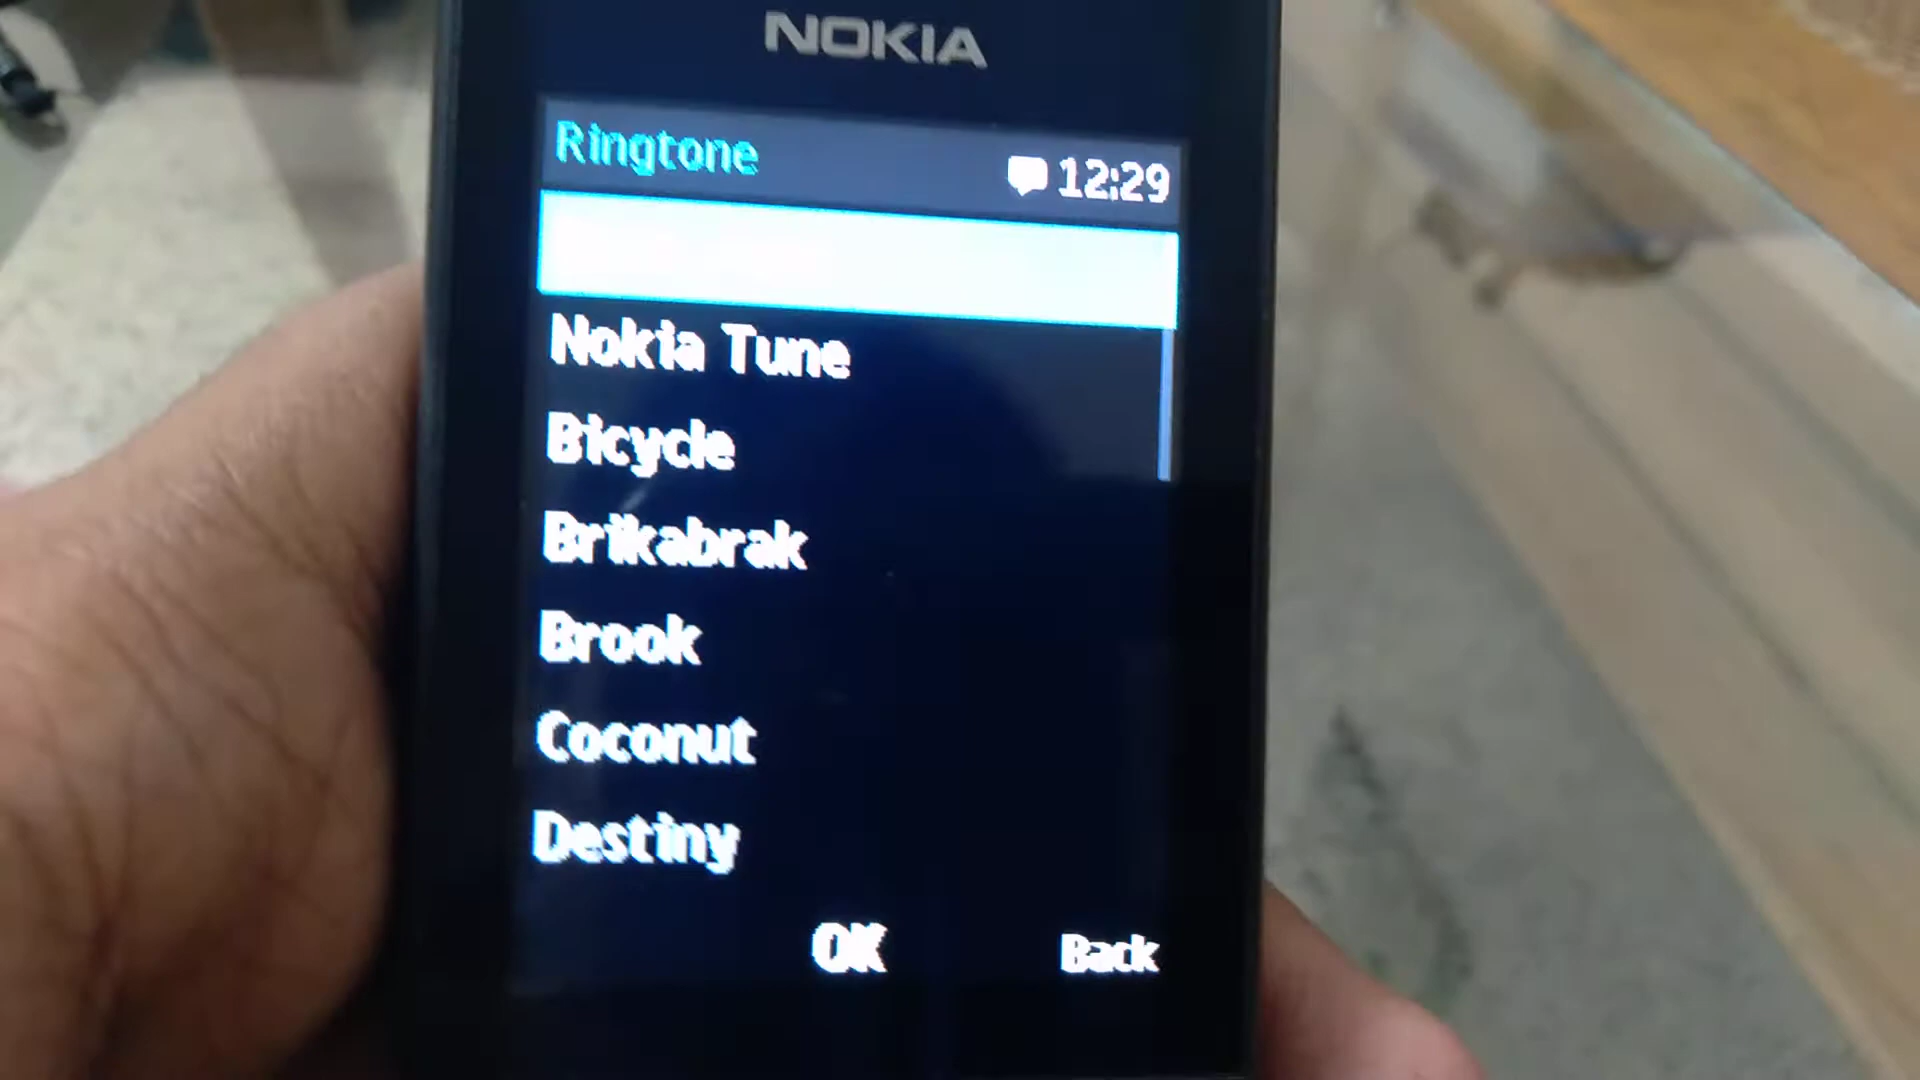 NOKIA
Ringtone
12:29
Nokia Tune
Bicycle
Brikabrak
Brook
Coconut
Destiny
OK
Back